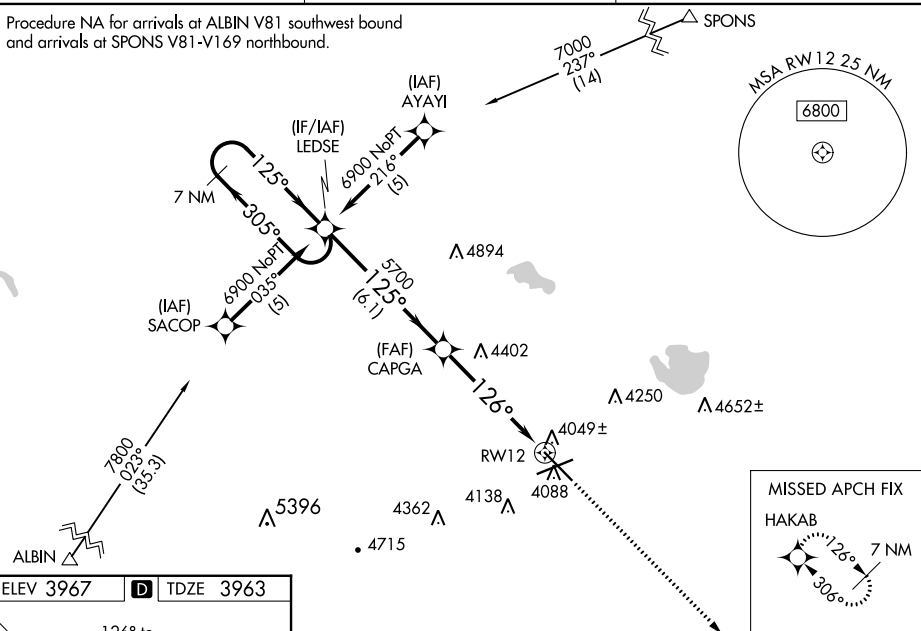 Procedure NA for arrivals at ALBIN V81 southwest bound
and arrivals at SPONS V81-V169 northbound.
SPONS
7000
237°
(14)
MSA RW12 25 NM
6800
(IAF)
AYAYI
(IF/IAF)
LEDSE
6900 NoPT
216°
(5)
125°
7 NM
305°
6900 NoPT
035°
(5)
(IAF)
SACOP
4894
5700
125°
(6.1)
(FAF)
CAPGA
4402
126°
4250
4652±
4049±
RW12
4088
4138
4362
5396
4715
7800
023°
(35.3)
ALBIN
MISSED APCH FIX
HAKAB
126°
7 NM
306°
ELEV 3967
D
TDZE 3963